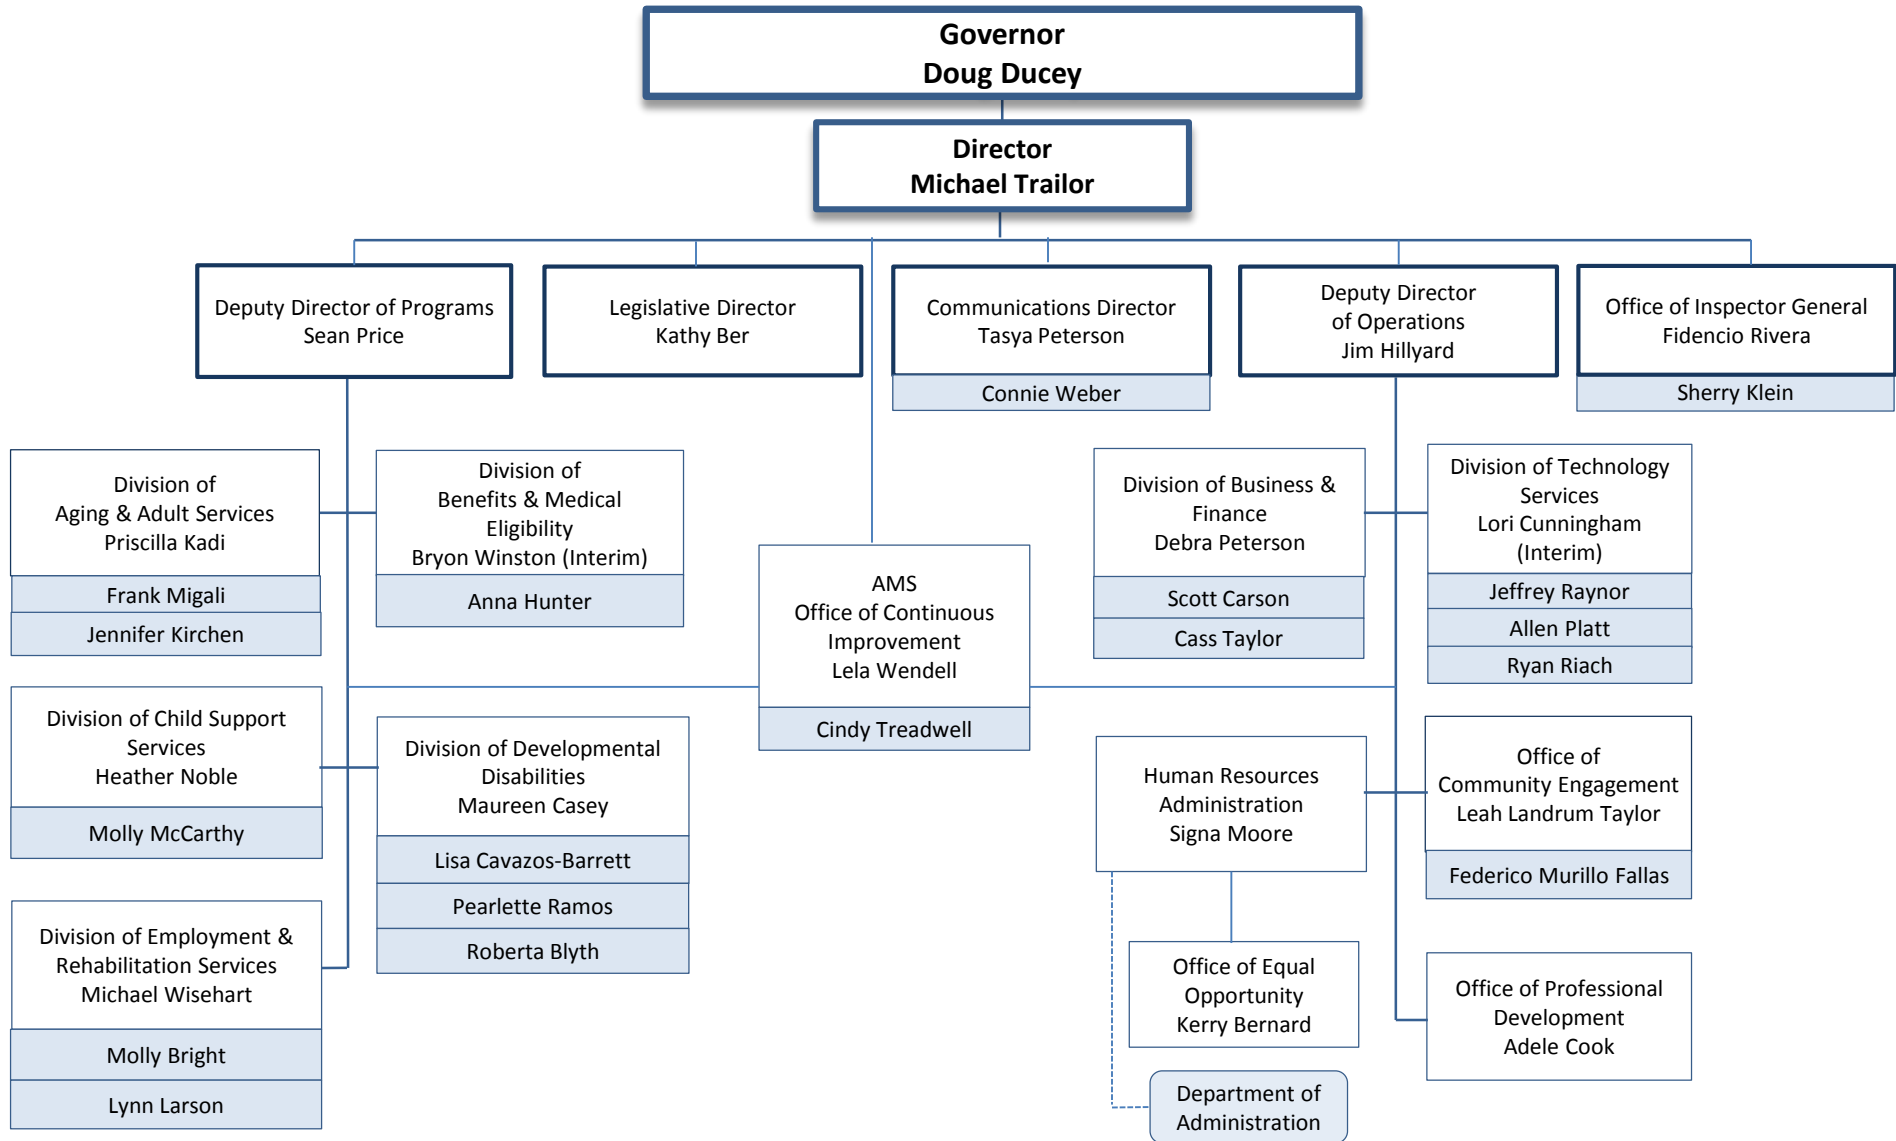 Governor
Doug Ducey
Director
Michael Trailor
Deputy Director of Programs
Sean Price
Legislative Director
Kathy Ber
Communications Director
Tasya Peterson
Connie Weber
Deputy Director
of Operations
Jim Hillyard
Office of Inspector General
Fidencio Rivera
Sherry Klein
Division of
Aging & Adult Services
Priscilla Kadi
Frank Migali
Jennifer Kirchen
Division of
Benefits & Medical
Eligibility
Bryon Winston (Interim)
Anna Hunter
Division of Child Support
Services
Heather Noble
Molly McCarthy
Division of Developmental
Disabilities
Maureen Casey
Lisa Cavazos-Barrett
Pearlette Ramos
Roberta Blyth
Division of Employment &
Rehabilitation Services
Michael Wisehart
Molly Bright
Lynn Larson
AMS
Office of Continuous
Improvement
Lela Wendell
Cindy Treadwell
Division of Business &
Finance
Debra Peterson
Scott Carson
Cass Taylor
Division of Technology
Services
Lori Cunningham
(Interim)
Jeffrey Raynor
Allen Platt
Ryan Riach
Human Resources
Administration
Signa Moore
Office of
Community Engagement
Leah Landrum Taylor
Federico Murillo Fallas
Office of Equal
Opportunity
Kerry Bernard
Office of Professional
Development
Adele Cook
Department of
Administration